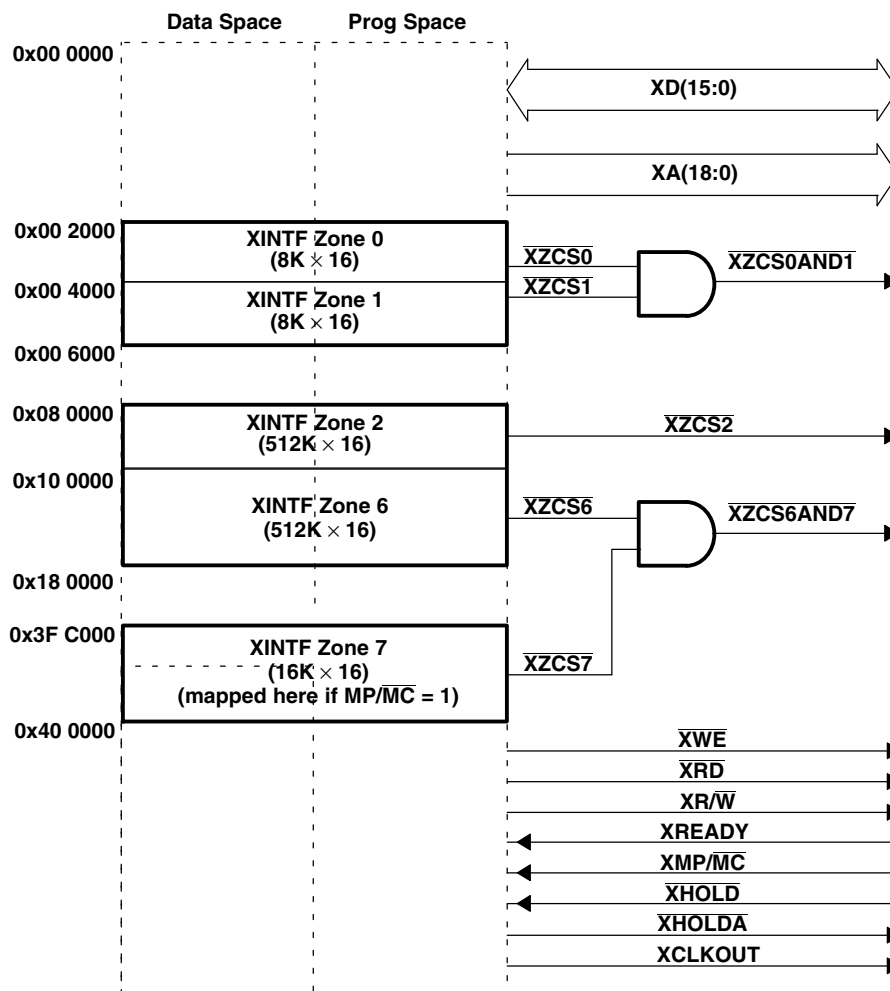 Data Space
Prog Space
0x00 0000
XD(15:0)
XA(18:0)
0x00 2000
XINTF Zone 0
(8K × 16)
XZCS0
XZCS0AND1
0x00 4000
XZCS1
XINTF Zone 1
(8K × 16)
0x00 6000
0x08 0000
XINTF Zone 2
(512K × 16)
XZCS2
0x10 0000
XINTF Zone 6
(512K × 16)
XZCS6
XZCS6AND7
0x18 0000
0x3F C000
XINTF Zone 7
(16K × 16)
(mapped here if MP/MC = 1)
XZCS7
0x40 0000
XWE
XRD
XR/W
XREADY
XMP/MC
XHOLD
XHOLDA
XCLKOUT